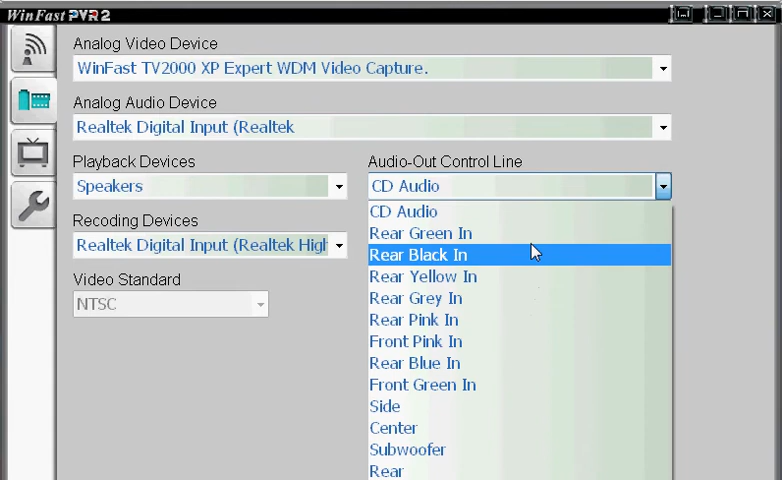 WinFast PVR2
Analog Video Device
WinFast TV2000 XP Expert WDM Video Capture.
Analog Audio Device
Realtek Digital Input (Realtek
Playback Devices
Speakers
Recoding Devices
Realtek Digital Input (Realtek High
Video Standard
NTSC
Audio-Out Control Line
CD Audio
CD Audio
Rear Green In
Rear Black In
Rear Yellow In
Rear Grey In
Rear Pink In
Front Pink In
Rear Blue In
Front Green In
Side
Center
Subwoofer
Rear